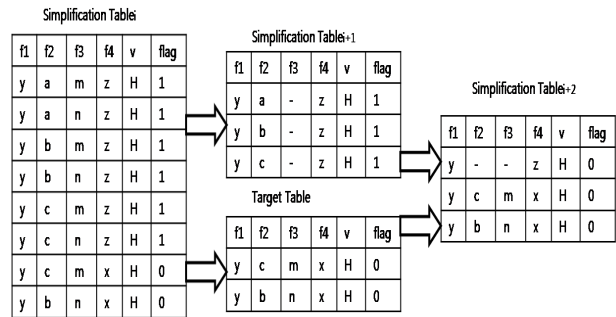 Simplification Tablei
f1 f2 f3 f4 v flag
y a m z H 1
y a n z H 1
y b m z H 1
y b n z H 1
y c m z H 1
y c n z H 1
y c m x H 0
y b n x H 0
Simplification Tablei+1
f1 f2 f3 f4 v flag
y a - z H 1
y b - z H 1
y c - z H 1
Target Table
f1 f2 f3 f4 v flag
y c m x H 0
y b n x H 0
Simplification Tablei+2
f1 f2 f3 f4 v flag
y - - z H 0
y c m x H 0
y b n x H 0